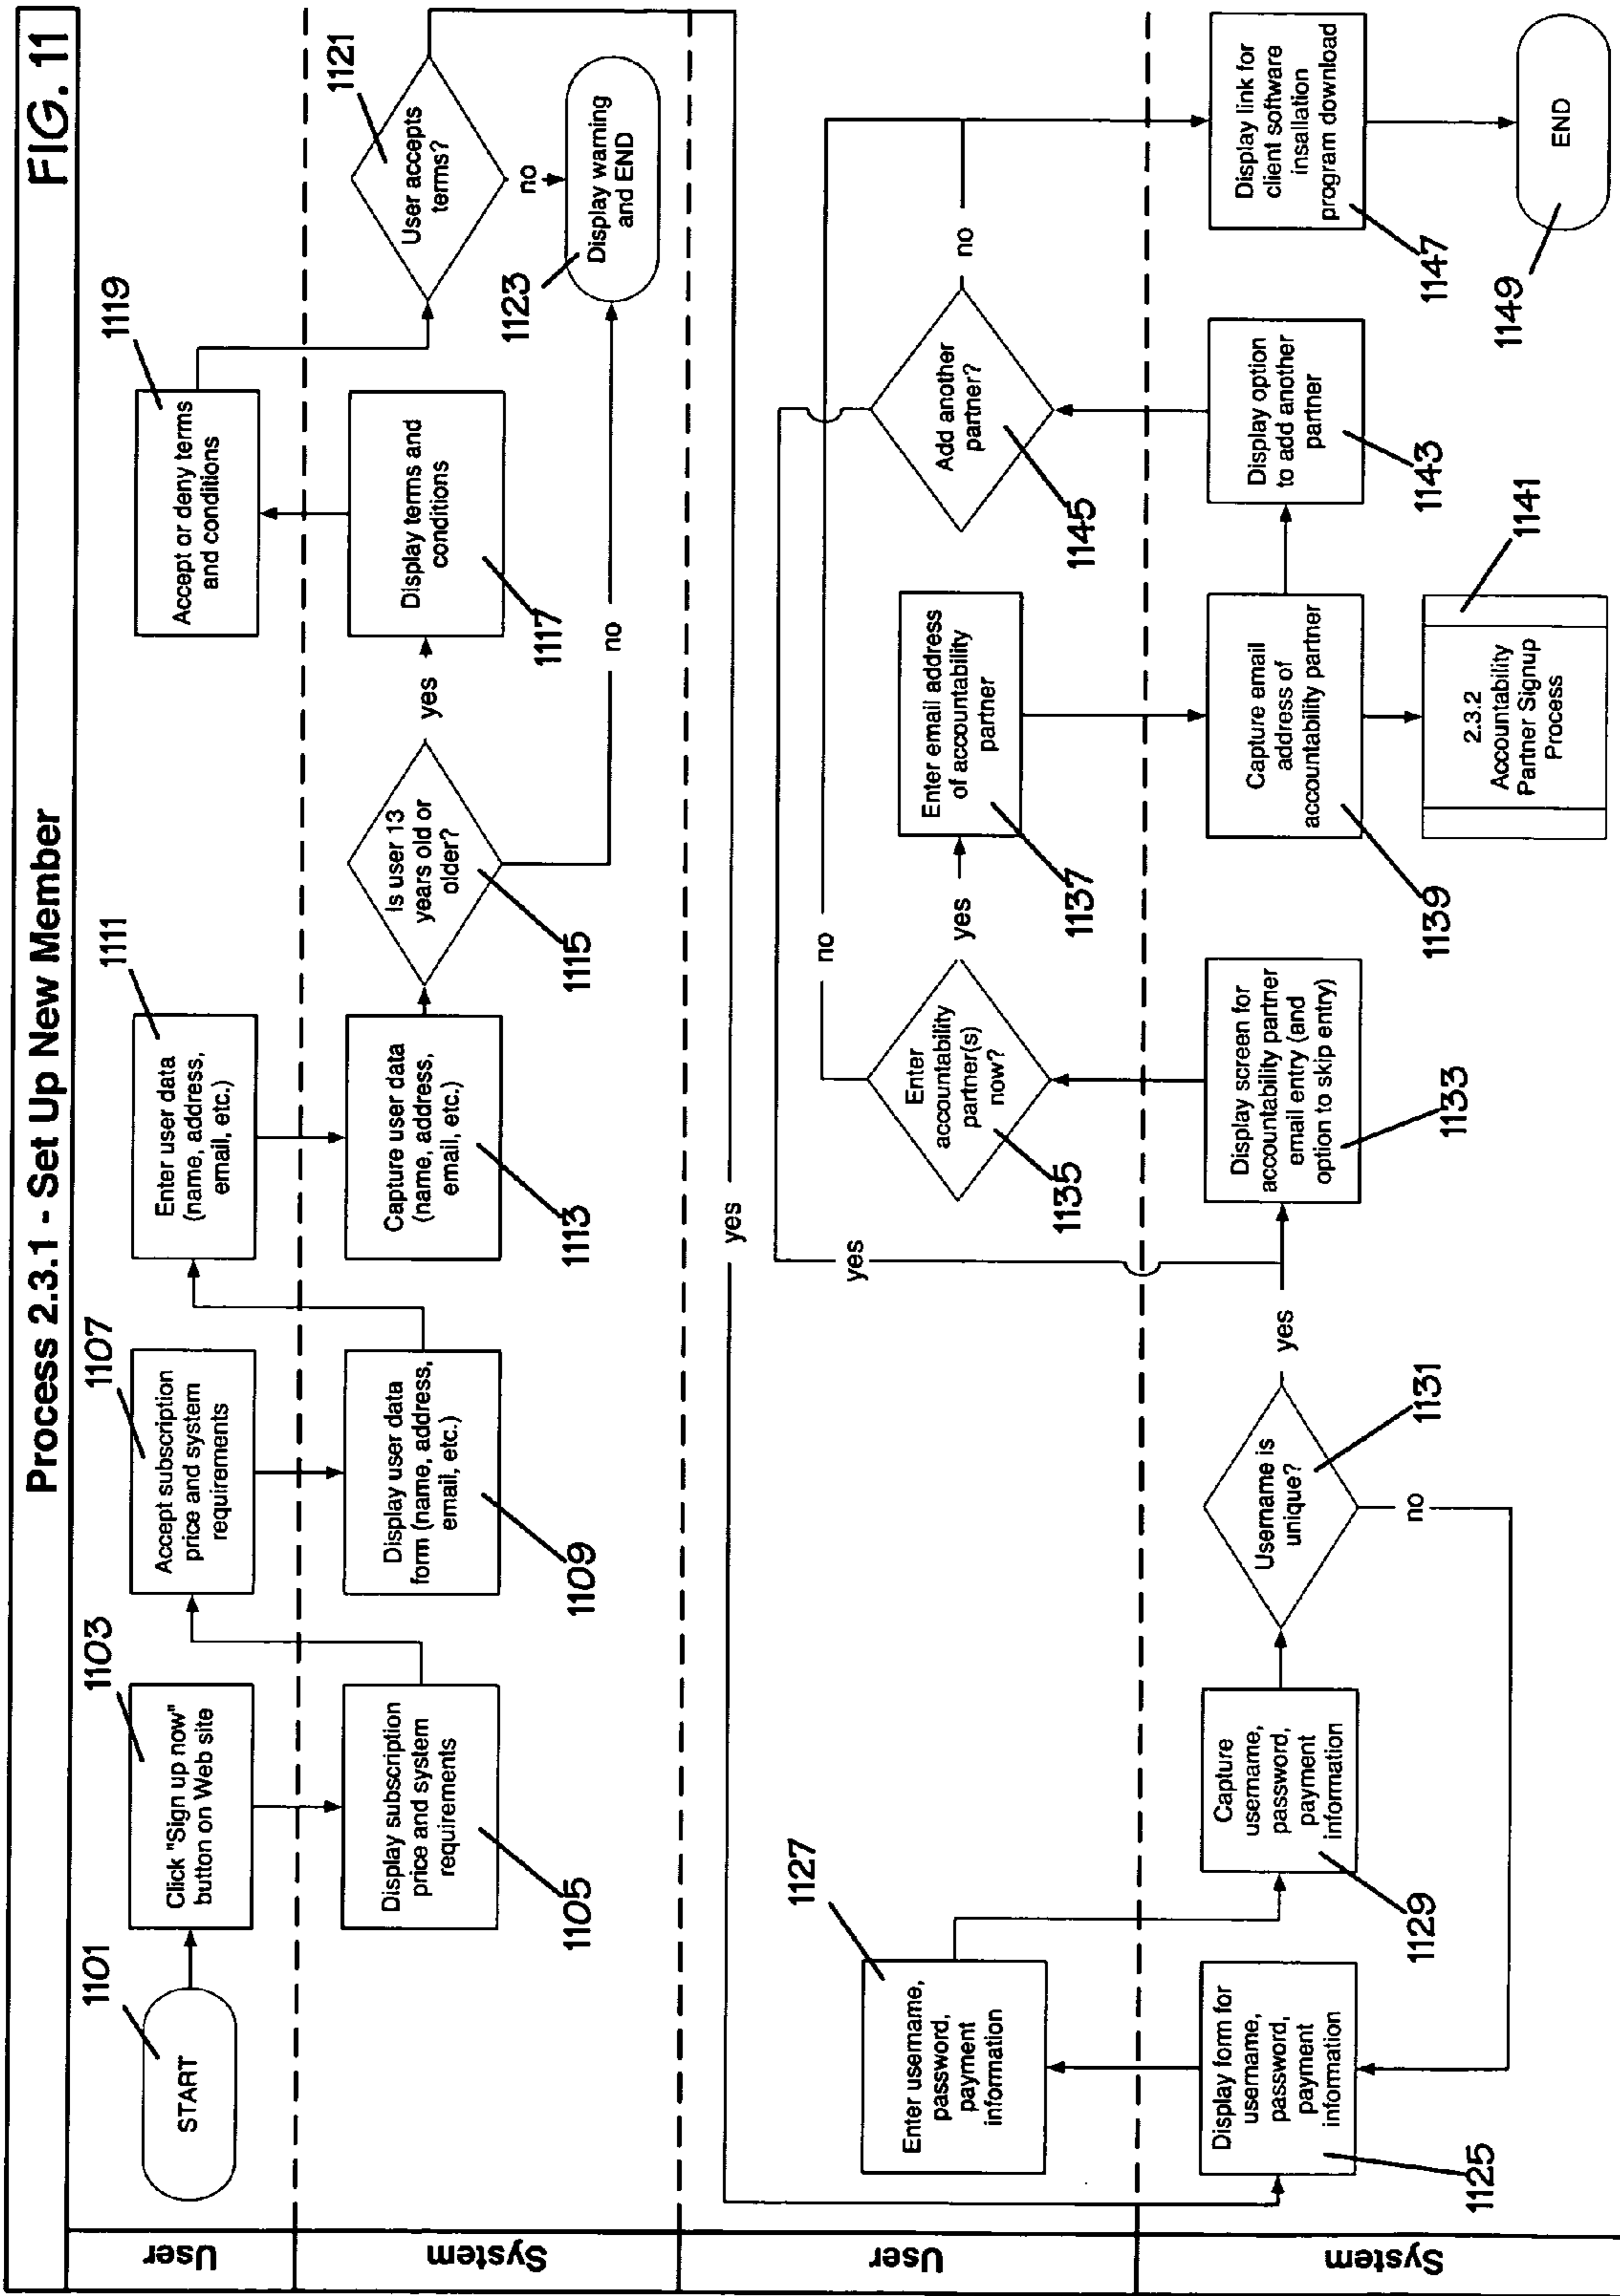 Process 2.3.1 - Set Up New Member
FIG. 11
User
1101
START
1103
Click "Sign up now"
button on Web site
1107
Accept subscription
price and system
requirements
1111
Enter user data
(name, address,
email, etc.)
1119
Accept or deny terms
and conditions
System
Display subscription
price and system
requirements
1105
Display user data
form (name, address,
email, etc.)
1109
Capture user data
(name, address,
email, etc.)
1113
Is user 13
years old or
older?
1115
yes
no
Display terms and
conditions
1117
User accepts
terms?
1121
no
Display warning
and END
1123
yes
User
1127
Enter username,
password,
payment
information
yes
Enter
accountability
partner(s)
now?
1135
no
yes
Enter email address
of accountability
partner
1137
Add another
partner?
1145
no
System
Display form for
username,
password,
payment
information
1125
Capture
username,
password,
payment
information
1129
Username is
unique?
1131
yes
no
Display screen for
accountability partner
email entry (and
option to skip entry)
1133
Capture email
address of
accountability partner
1139
2.3.2
Accountability
Partner Signup
Process
1141
Display option
to add another
partner
1143
Display link for
client software
insallation
program download
1147
END
1149